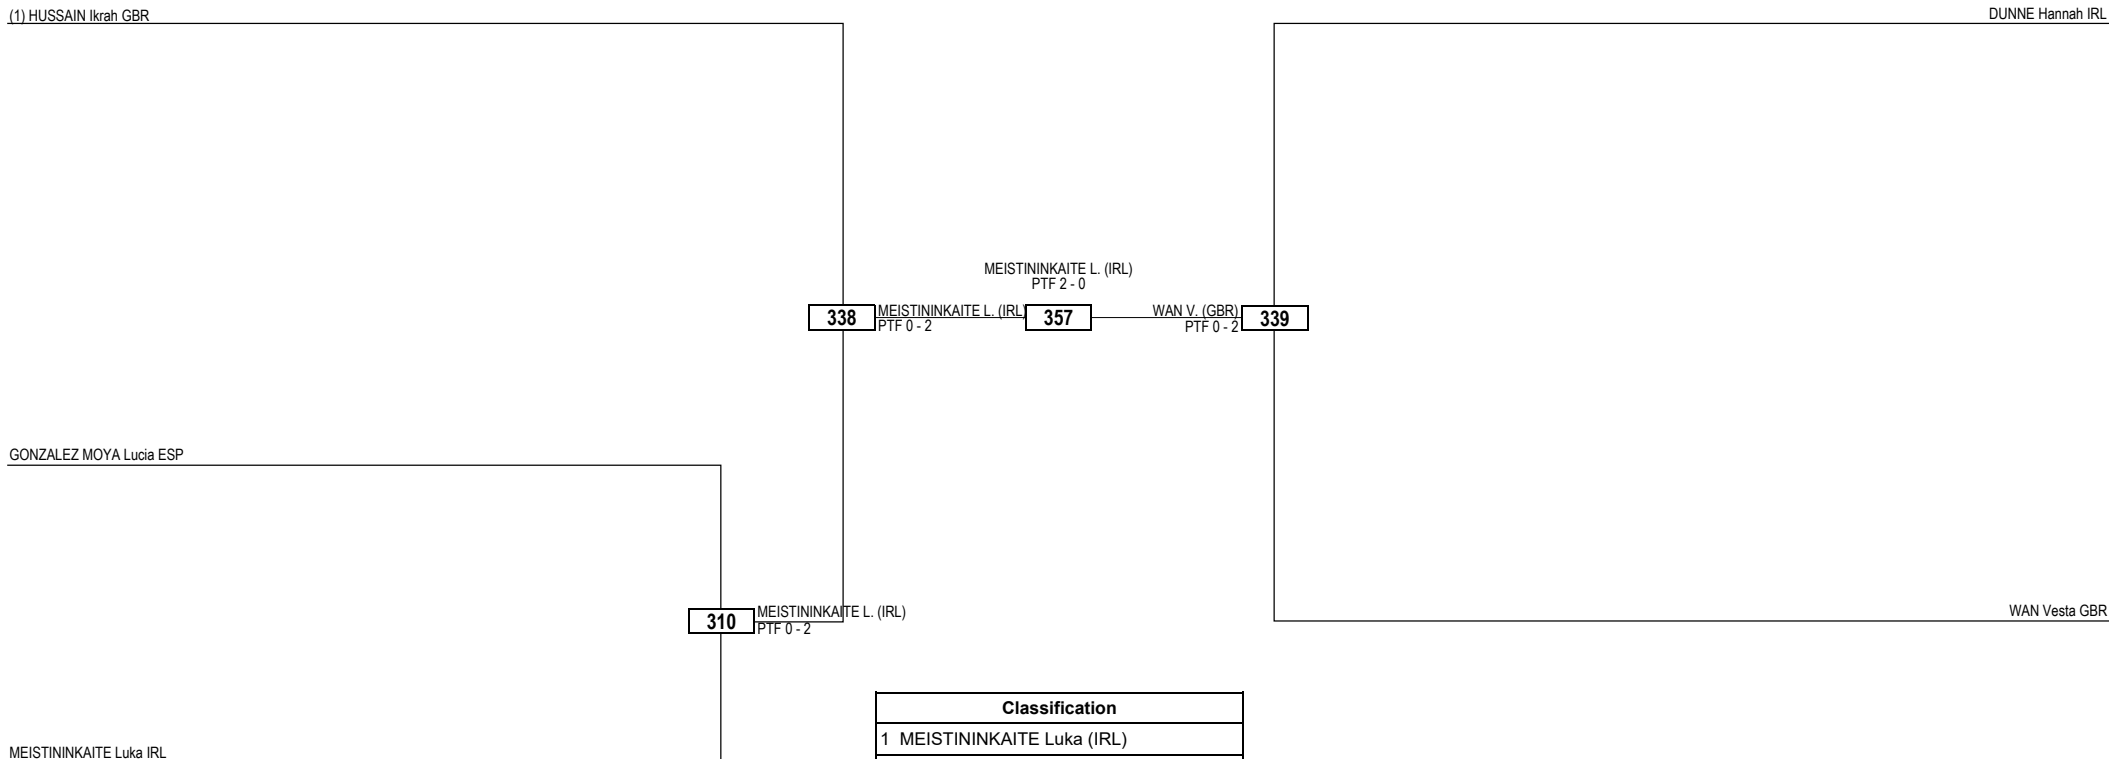 (1) HUSSAIN Ikrah GBR
DUNNE Hannah IRL
MEISTININKAITE L. (IRL)
PTF 2 - 0
338
MEISTININKAITE L. (IRL)
PTF 0 - 2
357
WAN V. (GBR)
PTF 0 - 2
339
GONZALEZ MOYA Lucia ESP
310
MEISTININKAITE L. (IRL)
PTF 0 - 2
WAN Vesta GBR
Classification
1 MEISTININKAITE Luka (IRL)
MEISTININKAITE Luka IRL